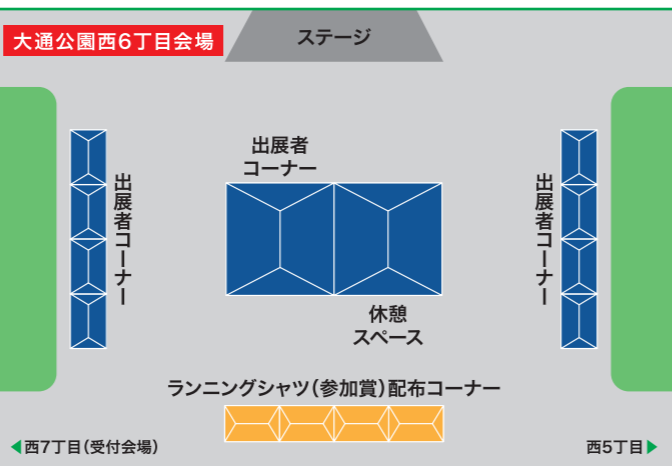 大通公園西6丁目会場
ステージ
出展者
コーナー
出展者コーナー
出展者コーナー
休憩
スペース
ランニングシャツ(参加賞)配布コーナー
◀西7丁目(受付会場)
西5丁目▶